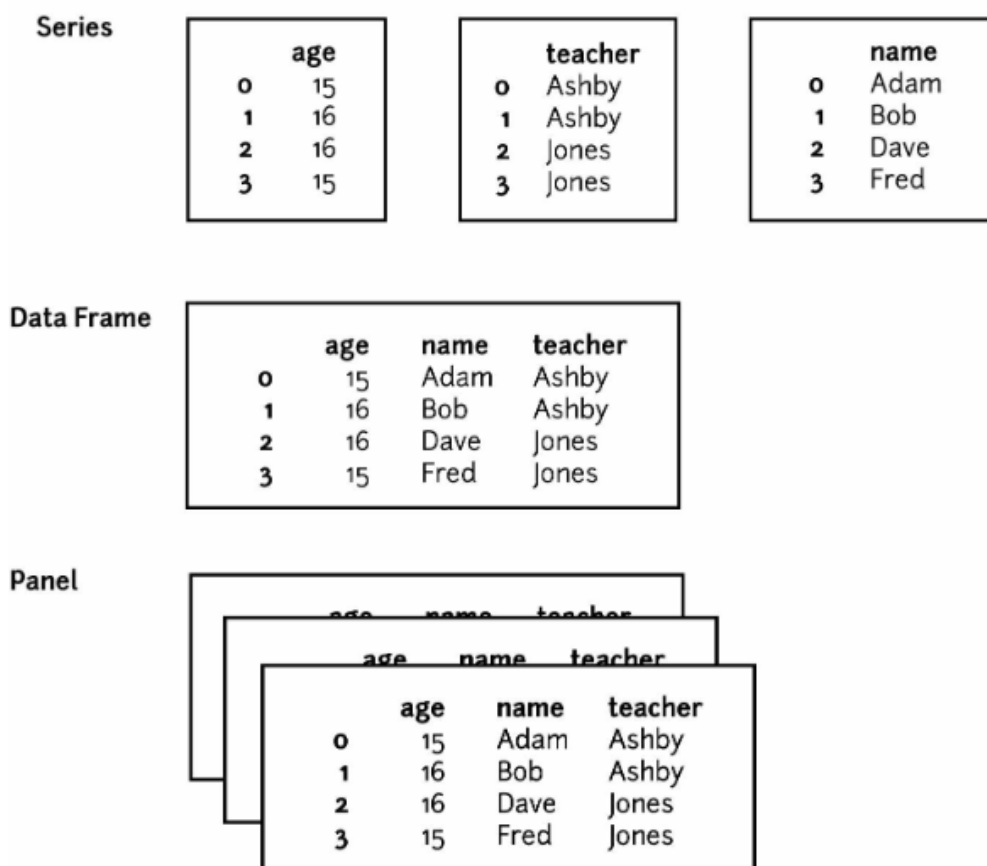 Series
age
0 15
1 16
2 16
3 15
teacher
0 Ashby
1 Ashby
2 Jones
3 Jones
name
0 Adam
1 Bob
2 Dave
3 Fred
Data Frame
age name teacher
0 15 Adam Ashby
1 16 Bob Ashby
2 16 Dave Jones
3 15 Fred Jones
Panel
age name teacher
age name teacher
age name teacher
0 15 Adam Ashby
1 16 Bob Ashby
2 16 Dave Jones
3 15 Fred Jones